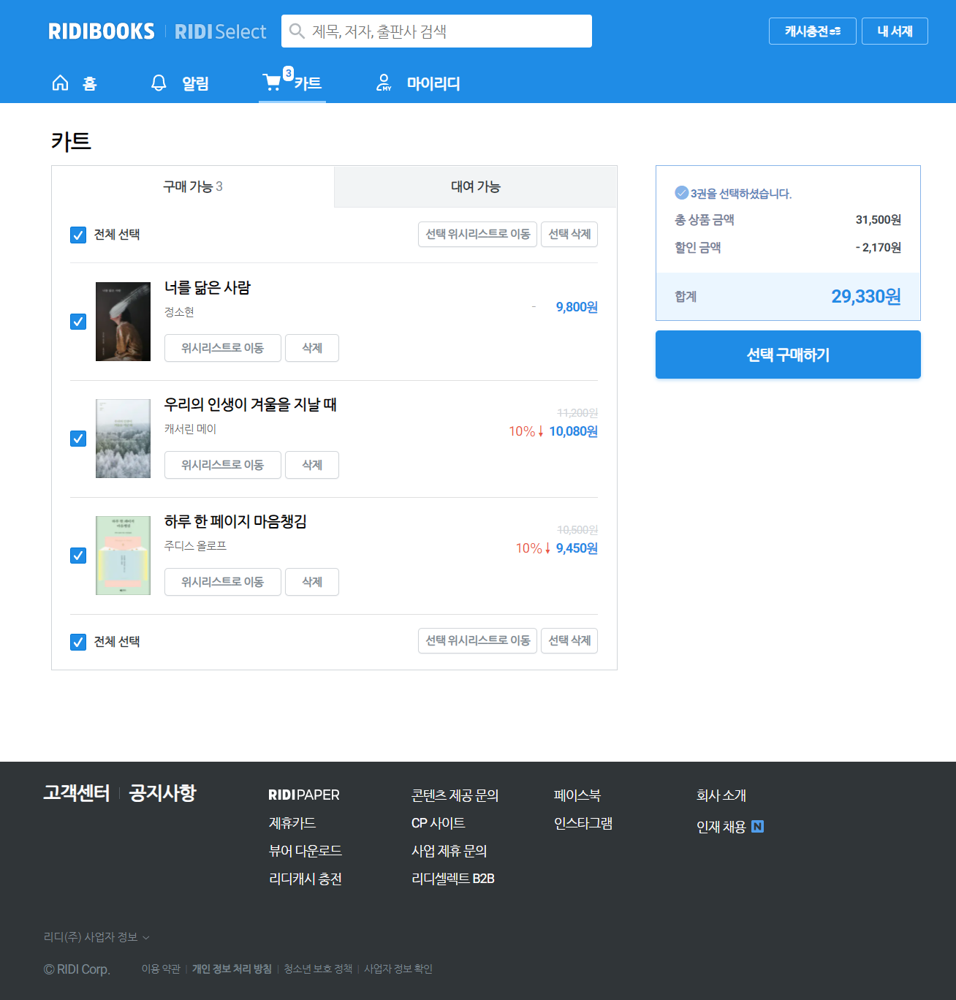 RIDIBOOKS RIDI Select 제목, 저자, 출판사 검색 캐시충전 내 서재
홈 알림 3 카트 MY 마이리디
카트
구매 가능 3 대여 가능
전체 선택 선택 위시리스트로 이동 선택 삭제
너를 닮은 사람
정소현
- 9,800원
위시리스트로 이동 삭제
우리의 인생이 겨울을 지날 때
캐서린 메이
11,200원
10%↓ 10,080원
위시리스트로 이동 삭제
하루 한 페이지 마음챙김
주디스 올로프
10,500원
10%↓ 9,450원
위시리스트로 이동 삭제
전체 선택 선택 위시리스트로 이동 선택 삭제
3권을 선택하셨습니다.
총 상품 금액 31,500원
할인 금액 - 2,170원
합계 29,330원
선택 구매하기
고객센터 공지사항
RIDIPAPER
제휴카드
뷰어 다운로드
리디캐시 충전
콘텐츠 제공 문의
CP 사이트
사업 제휴 문의
리디셀렉트 B2B
페이스북
인스타그램
회사 소개
인재 채용 N
리디(주) 사업자 정보
© RIDI Corp. 이용 약관 개인 정보 처리 방침 청소년 보호 정책 사업자 정보 확인